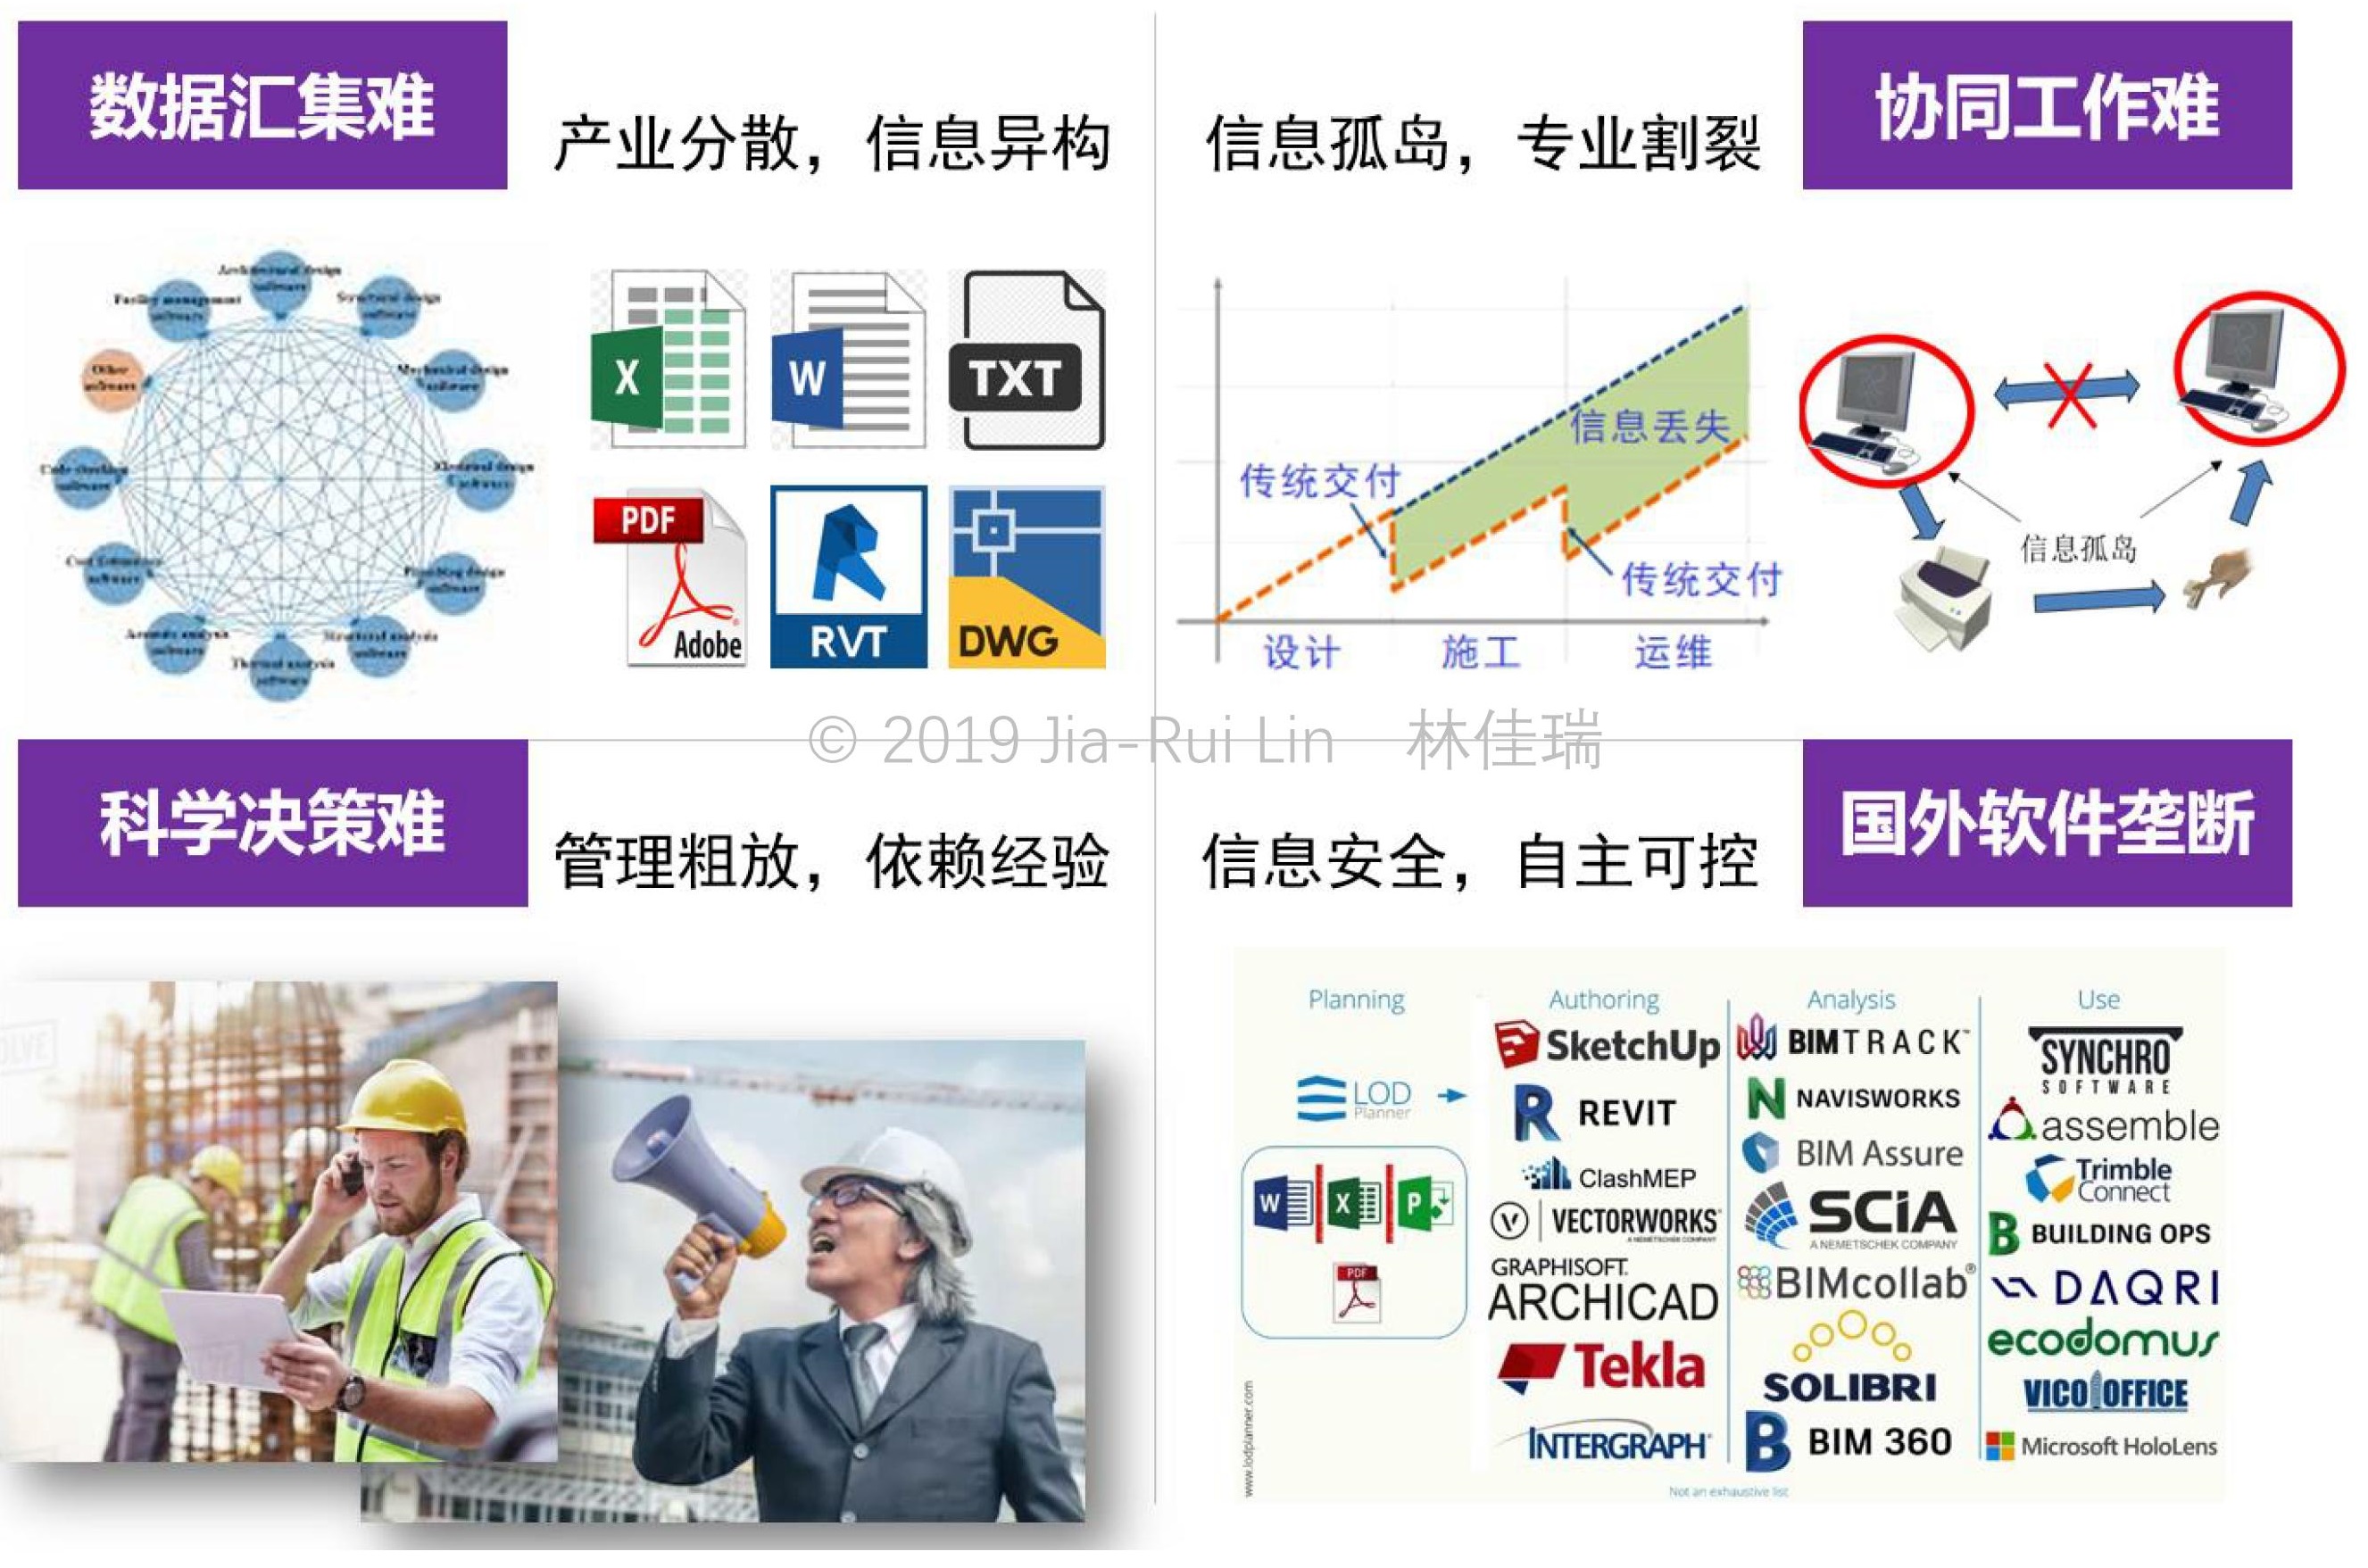 数据汇集难
产业分散，信息异构
Architectural design
software
Facility management
software
Structural design
software
Other
software
Mechanical design
software
Code checking
software
Electrical design
software
software
Plumbing design
software
Acoustic analysis
software
Structural analysis
software
Thermal analysis
software
X
W
TXT
PDF
Adobe
RVT
DWG
信息孤岛，专业割裂
协同工作难
信息丢失
传统交付
传统交付
设计
施工
运维
信息孤岛
© 2019 Jia-Rui Lin 林佳瑞
科学决策难
管理粗放，依赖经验
信息安全，自主可控
国外软件垄断
Planning
LOD
Planner
W
X
P
PDF
www.lodplanner.com
Authoring
SketchUp
REVIT
ClashMEP
VECTORWORKS
A NEMETSCHEK COMPANY
GRAPHISOFT.
ARCHICAD
Tekla
INTERGRAPH
Analysis
BIMTRACK™
NAVISWORKS
BIM Assure
SCiA
A NEMETSCHEK COMPANY
BIMcollab®
SOLIBRI
BIM 360
Use
SYNCHRO
SOFTWARE
assemble
Trimble
Connect
BUILDING OPS
DAQRI
ecodomus
VICO OFFICE
Microsoft HoloLens
Not an exhaustive list